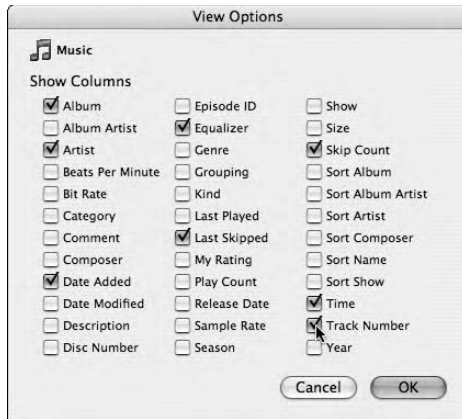 View Options
Music
Show Columns
Album
Album Artist
Artist
Beats Per Minute
Bit Rate
Category
Comment
Composer
Date Added
Date Modified
Description
Disc Number
Episode ID
Equalizer
Genre
Grouping
Kind
Last Played
Last Skipped
My Rating
Play Count
Release Date
Sample Rate
Season
Show
Size
Skip Count
Sort Album
Sort Album Artist
Sort Artist
Sort Composer
Sort Name
Sort Show
Time
Track Number
Year
Cancel
OK